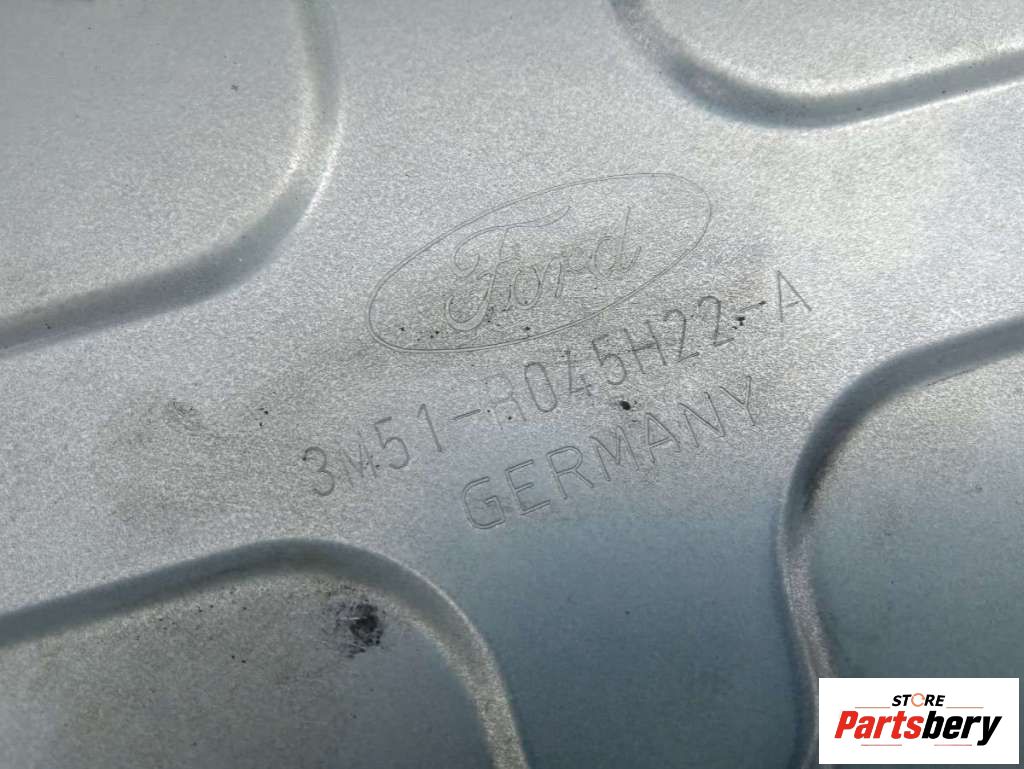 Ford
3M51-R045H22-A
GERMANY
STORE
Partsbery